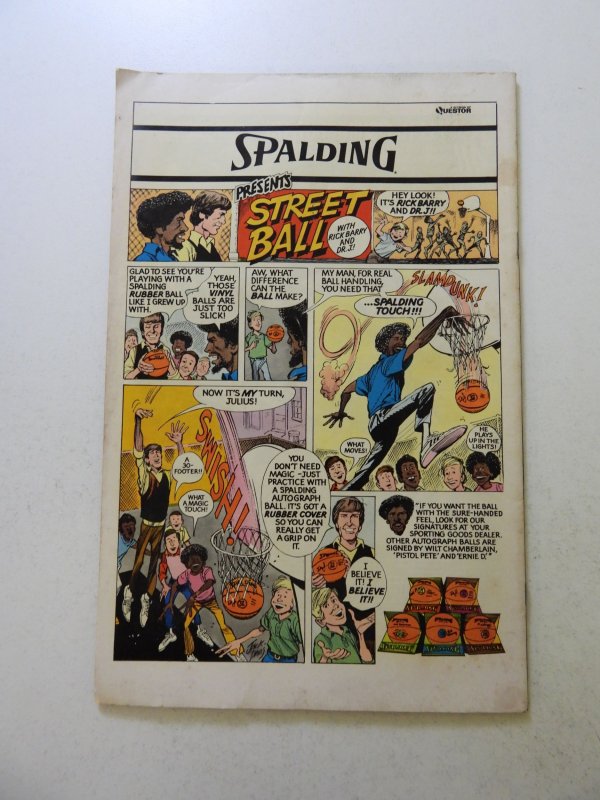 QUESTOR
SPALDING
PRESENTS
STREET
BALL
WITH
RICK BARRY
AND
DR. J!
HEY LOOK!
IT'S RICK BARRY
AND DR. J!!
GLAD TO SEE YOU'RE
PLAYING WITH A
SPALDING
RUBBER BALL
LIKE I GREW UP
WITH.
YEAH,
THOSE
VINYL
BALLS ARE
JUST TOO
SLICK!
AW, WHAT
DIFFERENCE
CAN THE
BALL MAKE?
MY MAN, FOR REAL
BALL HANDLING,
YOU NEED THAT
...SPALDING
TOUCH!!!
SLAM DUNK!
WHAT
MOVES!
HE
PLAYS
UP IN THE
LIGHTS!
NOW IT'S MY TURN,
JULIUS!
SWISH!
A
30-
FOOTER!!
WHAT
A MAGIC
TOUCH!
YOU
DON'T NEED
MAGIC-JUST
PRACTICE WITH
A SPALDING
AUTOGRAPH
BALL. IT'S GOT A
RUBBER COVER
SO YOU CAN
REALLY GET
A GRIP ON
IT.
I
BELIEVE
IT! I
BELIEVE
IT!!
"IF YOU WANT THE BALL
WITH THE SURE-HANDED
FEEL, LOOK FOR OUR
SIGNATURES AT YOUR
SPORTING GOODS DEALER.
OTHER AUTOGRAPH BALLS ARE
SIGNED BY WILT CHAMBERLAIN,
'PISTOL PETE' AND 'ERNIE D.'"